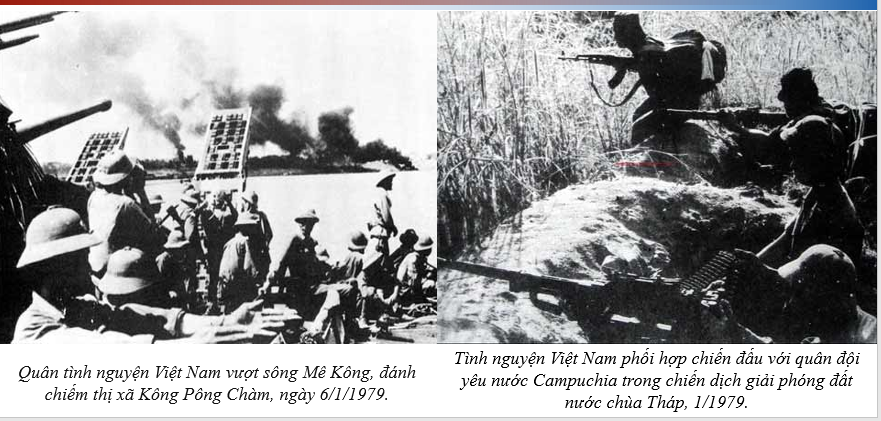 Quân tình nguyện Việt Nam vượt sông Mê Kông, đánh
chiếm thị xã Kông Pông Chàm, ngày 6/1/1979.
Tình nguyện Việt Nam phối hợp chiến đấu với quân đội
yêu nước Campuchia trong chiến dịch giải phóng đất
nước chùa Tháp, 1/1979.